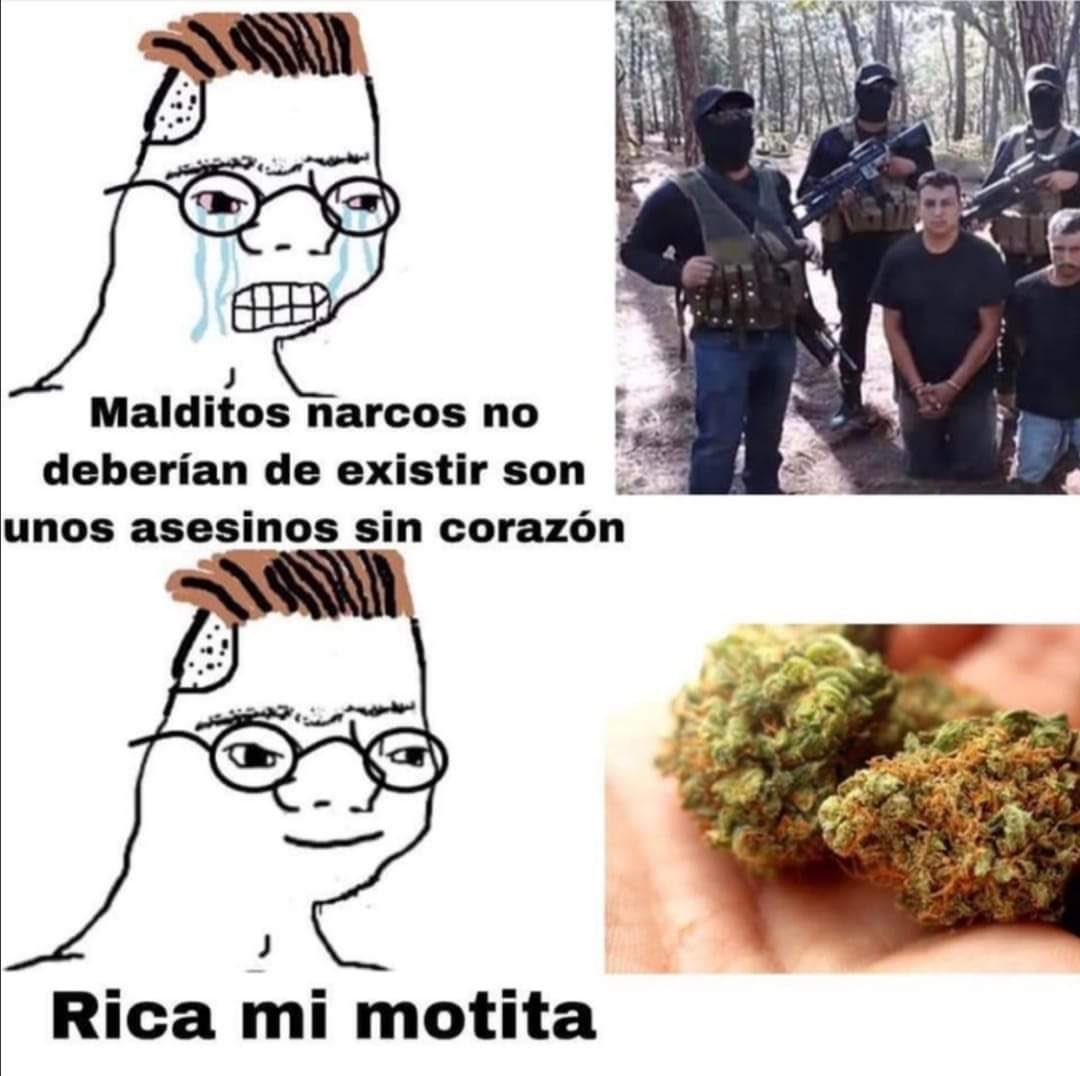 Malditos narcos no
deberían de existir son
unos asesinos sin corazón
Rica mi motita